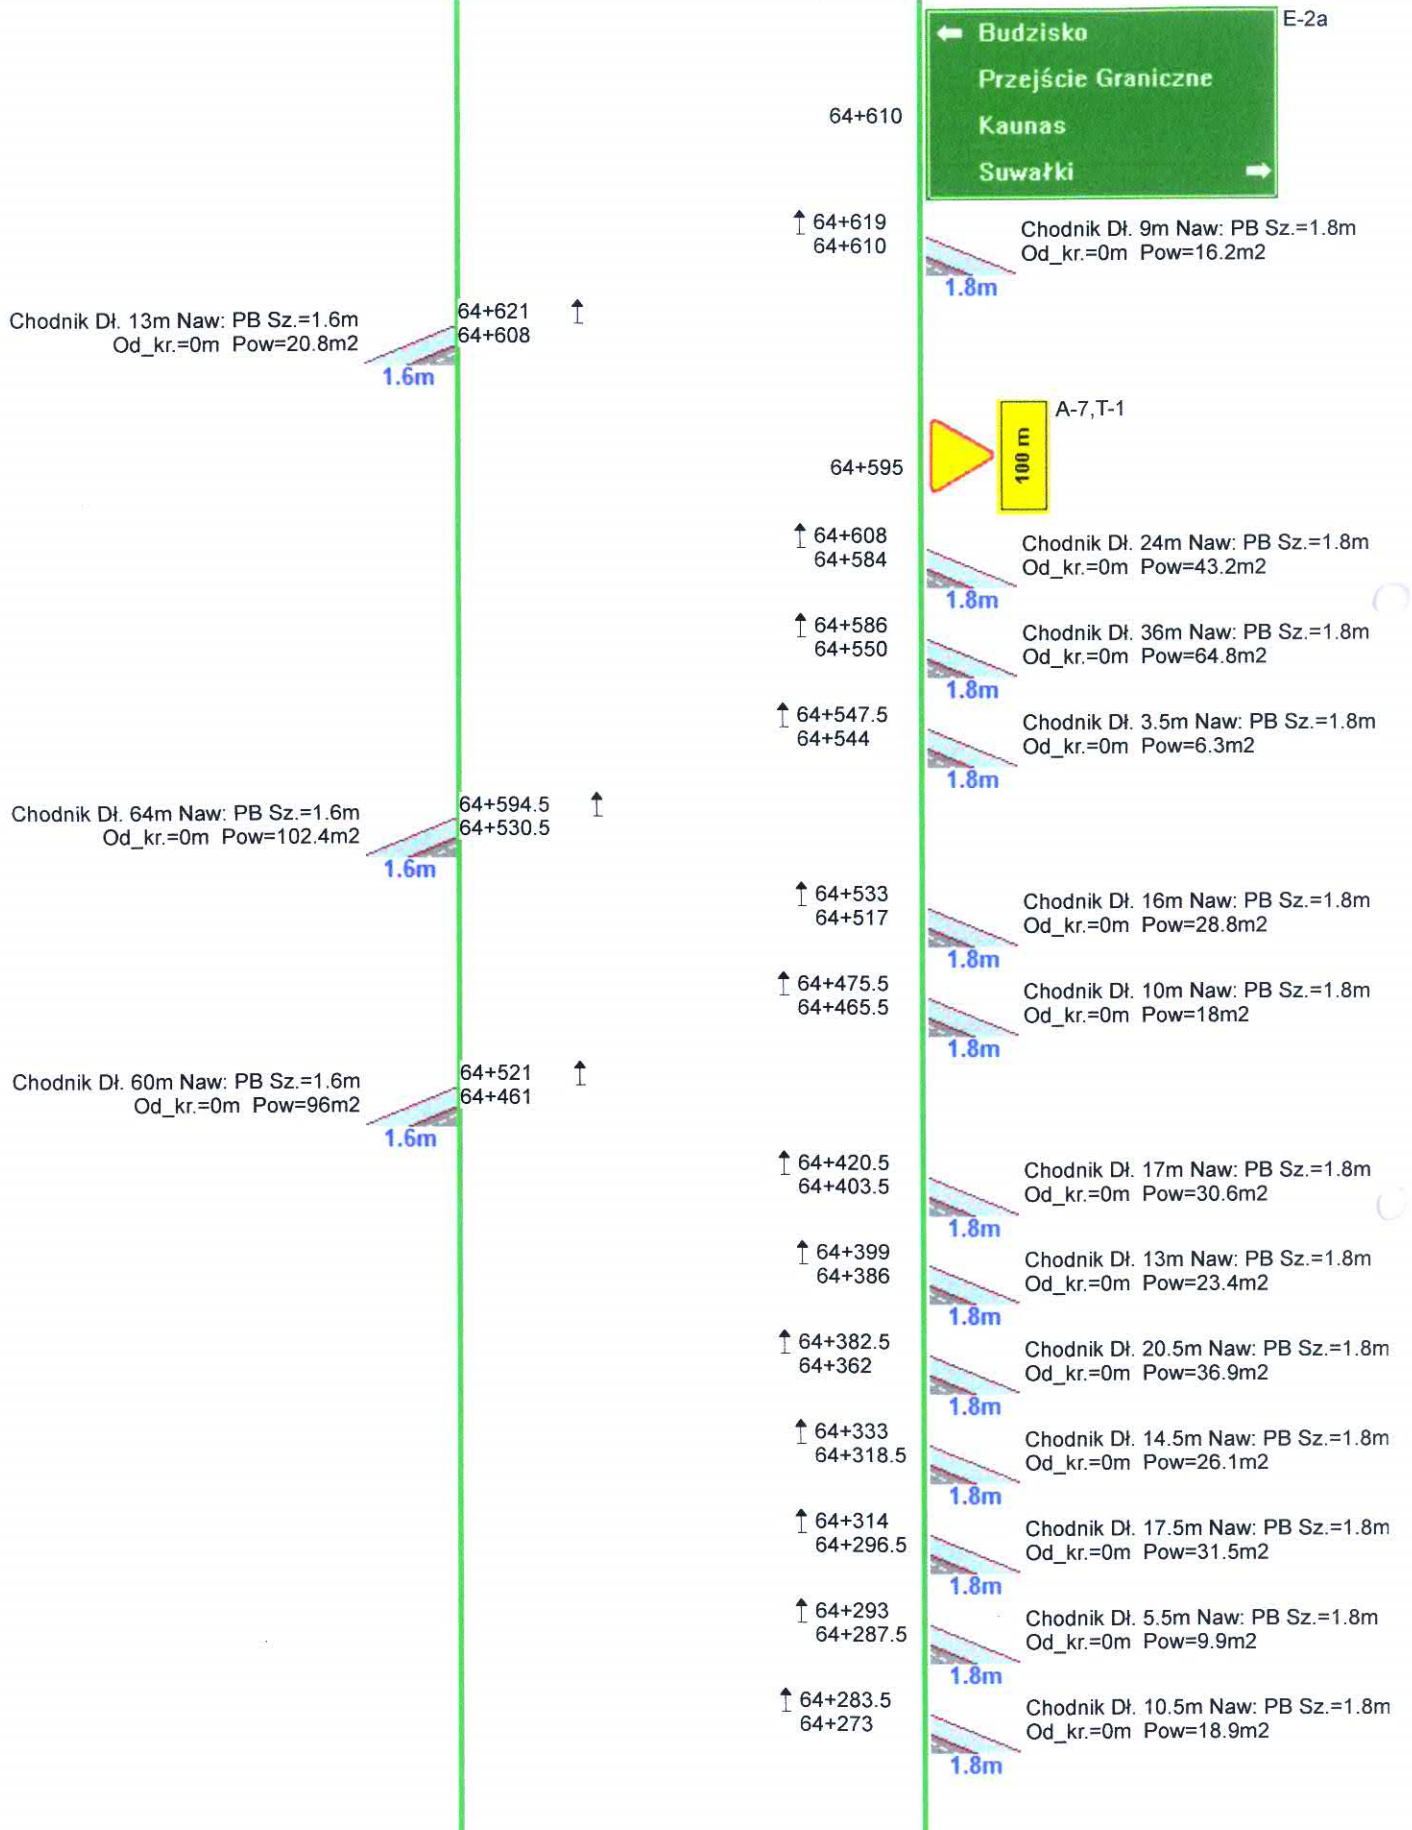 E-2a
Budzisko
Przejście Graniczne
Kaunas
Suwałki
64+610
64+619
64+610
Chodnik Dł. 9m Naw: PB Sz.=1.8m
Od_kr.=0m Pow=16.2m2
1.8m
Chodnik Dł. 13m Naw: PB Sz.=1.6m
Od_kr.=0m Pow=20.8m2
64+621
64+608
1.6m
A-7,T-1
100 m
64+595
64+608
64+584
Chodnik Dł. 24m Naw: PB Sz.=1.8m
Od_kr.=0m Pow=43.2m2
1.8m
64+586
64+550
Chodnik Dł. 36m Naw: PB Sz.=1.8m
Od_kr.=0m Pow=64.8m2
1.8m
64+547.5
64+544
Chodnik Dł. 3.5m Naw: PB Sz.=1.8m
Od_kr.=0m Pow=6.3m2
1.8m
Chodnik Dł. 64m Naw: PB Sz.=1.6m
Od_kr.=0m Pow=102.4m2
64+594.5
64+530.5
1.6m
64+533
64+517
Chodnik Dł. 16m Naw: PB Sz.=1.8m
Od_kr.=0m Pow=28.8m2
1.8m
64+475.5
64+465.5
Chodnik Dł. 10m Naw: PB Sz.=1.8m
Od_kr.=0m Pow=18m2
1.8m
Chodnik Dł. 60m Naw: PB Sz.=1.6m
Od_kr.=0m Pow=96m2
64+521
64+461
1.6m
64+420.5
64+403.5
Chodnik Dł. 17m Naw: PB Sz.=1.8m
Od_kr.=0m Pow=30.6m2
1.8m
64+399
64+386
Chodnik Dł. 13m Naw: PB Sz.=1.8m
Od_kr.=0m Pow=23.4m2
1.8m
64+382.5
64+362
Chodnik Dł. 20.5m Naw: PB Sz.=1.8m
Od_kr.=0m Pow=36.9m2
1.8m
64+333
64+318.5
Chodnik Dł. 14.5m Naw: PB Sz.=1.8m
Od_kr.=0m Pow=26.1m2
1.8m
64+314
64+296.5
Chodnik Dł. 17.5m Naw: PB Sz.=1.8m
Od_kr.=0m Pow=31.5m2
1.8m
64+293
64+287.5
Chodnik Dł. 5.5m Naw: PB Sz.=1.8m
Od_kr.=0m Pow=9.9m2
1.8m
64+283.5
64+273
Chodnik Dł. 10.5m Naw: PB Sz.=1.8m
Od_kr.=0m Pow=18.9m2
1.8m